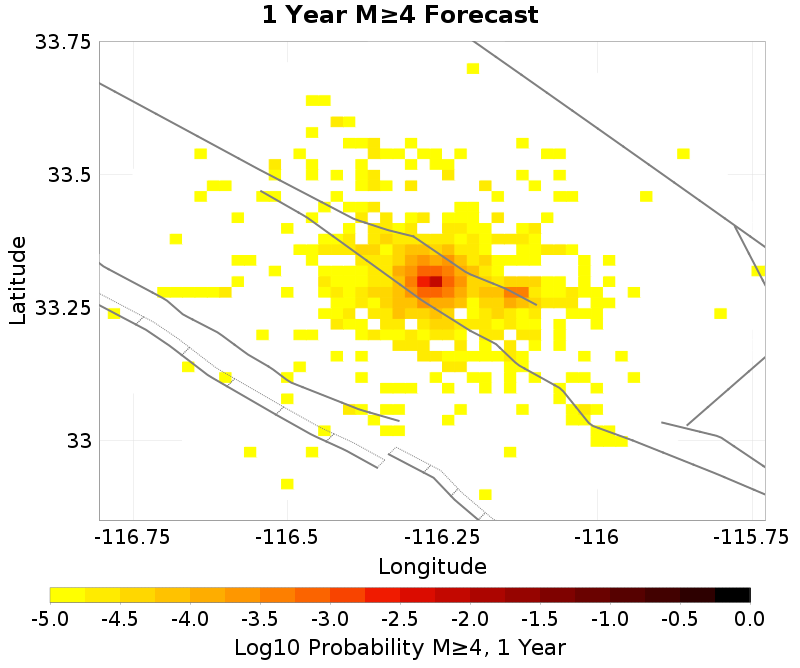 1 Year M≥4 Forecast
33.75
33.5
33.25
33
Latitude
-116.75 -116.5 -116.25 -116 -115.75
Longitude
-5.0 -4.5 -4.0 -3.5 -3.0 -2.5 -2.0 -1.5 -1.0 -0.5 0.0
Log10 Probability M≥4, 1 Year